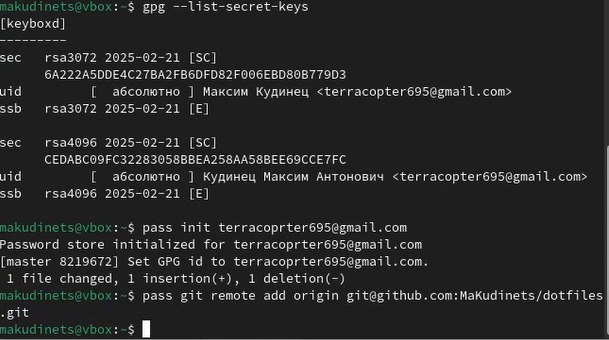 makudinets@vbox:~$ gpg --list-secret-keys
[keyboxd]
---------
sec   rsa3072 2025-02-21 [SC]
      6A222A5DDE4C27BA2FB6DFD82F006EBD80B779D3
uid         [  абсолютно ] Максим Кудинец <terracopter695@gmail.com>
ssb   rsa3072 2025-02-21 [E]

sec   rsa4096 2025-02-21 [SC]
      CEDABC09FC32283058BBEA258AA58BEE69CCE7FC
uid         [  абсолютно ] Кудинец Максим Антонович <terracopter695@gmail.com>
ssb   rsa4096 2025-02-21 [E]

makudinets@vbox:~$ pass init terracoprter695@gmail.com
Password store initialized for terracoprter695@gmail.com
[master 8219672] Set GPG id to terracoprter695@gmail.com.
 1 file changed, 1 insertion(+), 1 deletion(-)
makudinets@vbox:~$ pass git remote add origin git@github.com:MaKudinets/dotfiles
.git
makudinets@vbox:~$